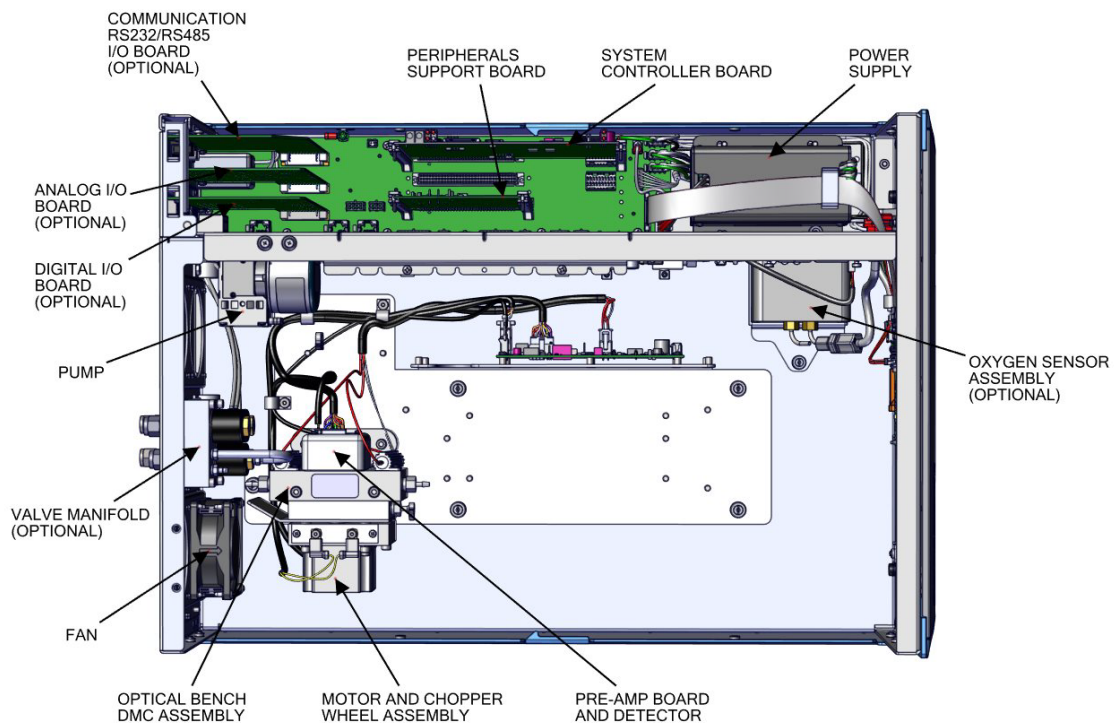 COMMUNICATION
RS232/RS485
I/O BOARD
(OPTIONAL)
PERIPHERALS
SUPPORT BOARD
SYSTEM
CONTROLLER BOARD
POWER
SUPPLY
ANALOG I/O
BOARD
(OPTIONAL)
DIGITAL I/O
BOARD
(OPTIONAL)
PUMP
OXYGEN SENSOR
ASSEMBLY
(OPTIONAL)
VALVE MANIFOLD
(OPTIONAL)
FAN
OPTICAL BENCH
DMC ASSEMBLY
MOTOR AND CHOPPER
WHEEL ASSEMBLY
PRE-AMP BOARD
AND DETECTOR